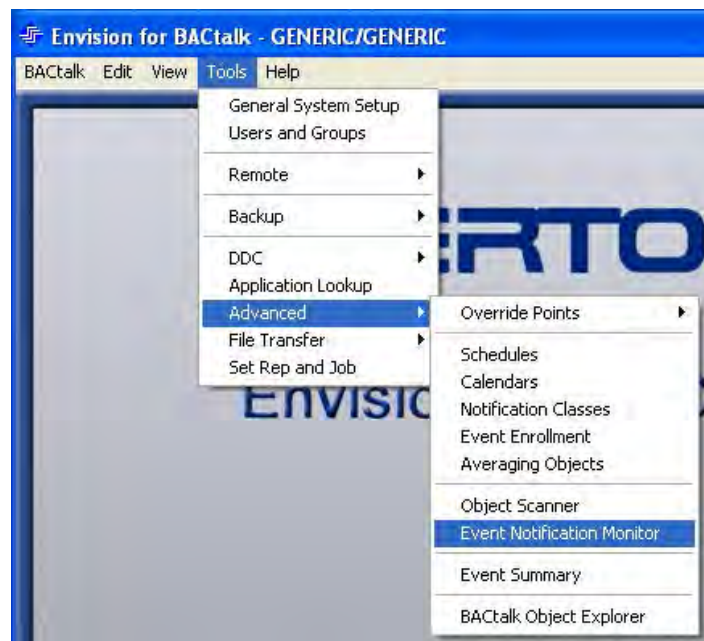 Envision for BACtalk - GENERIC/GENERIC
BACtalk Edit View Tools Help
General System Setup
Users and Groups
Remote
Backup
DDC
Application Lookup
Advanced
File Transfer
Set Rep and Job
Override Points
Schedules
Calendars
Notification Classes
Event Enrollment
Averaging Objects
Object Scanner
Event Notification Monitor
Event Summary
BACtalk Object Explorer
ERTO
Envisio